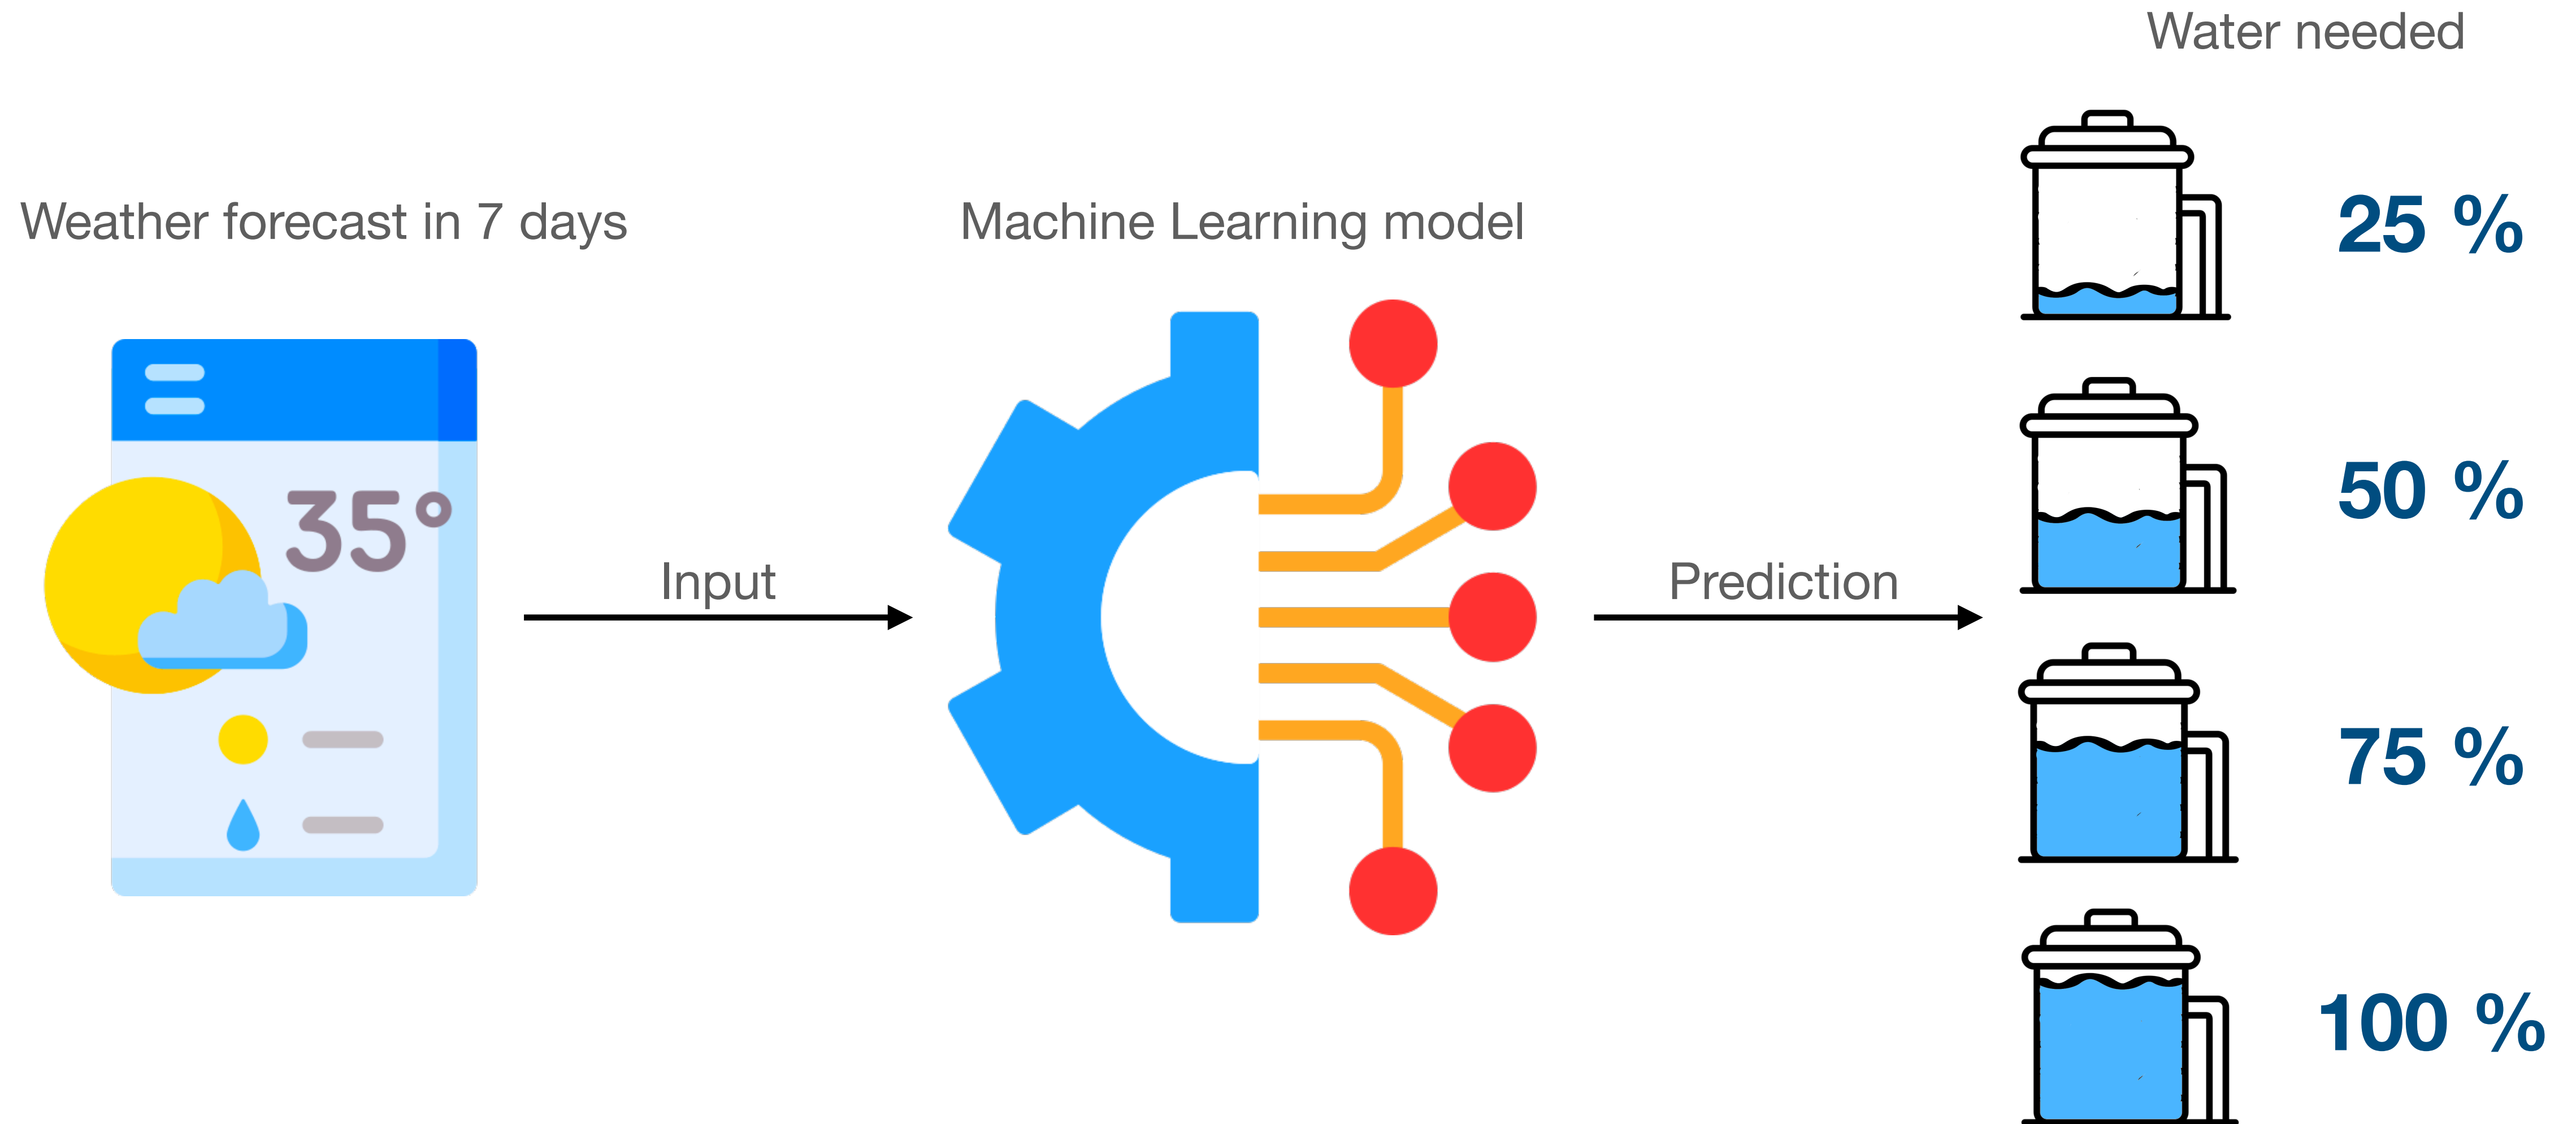 Water needed
Weather forecast in 7 days
Machine Learning model
35°
Input
Prediction
25 %
50 %
75 %
100 %